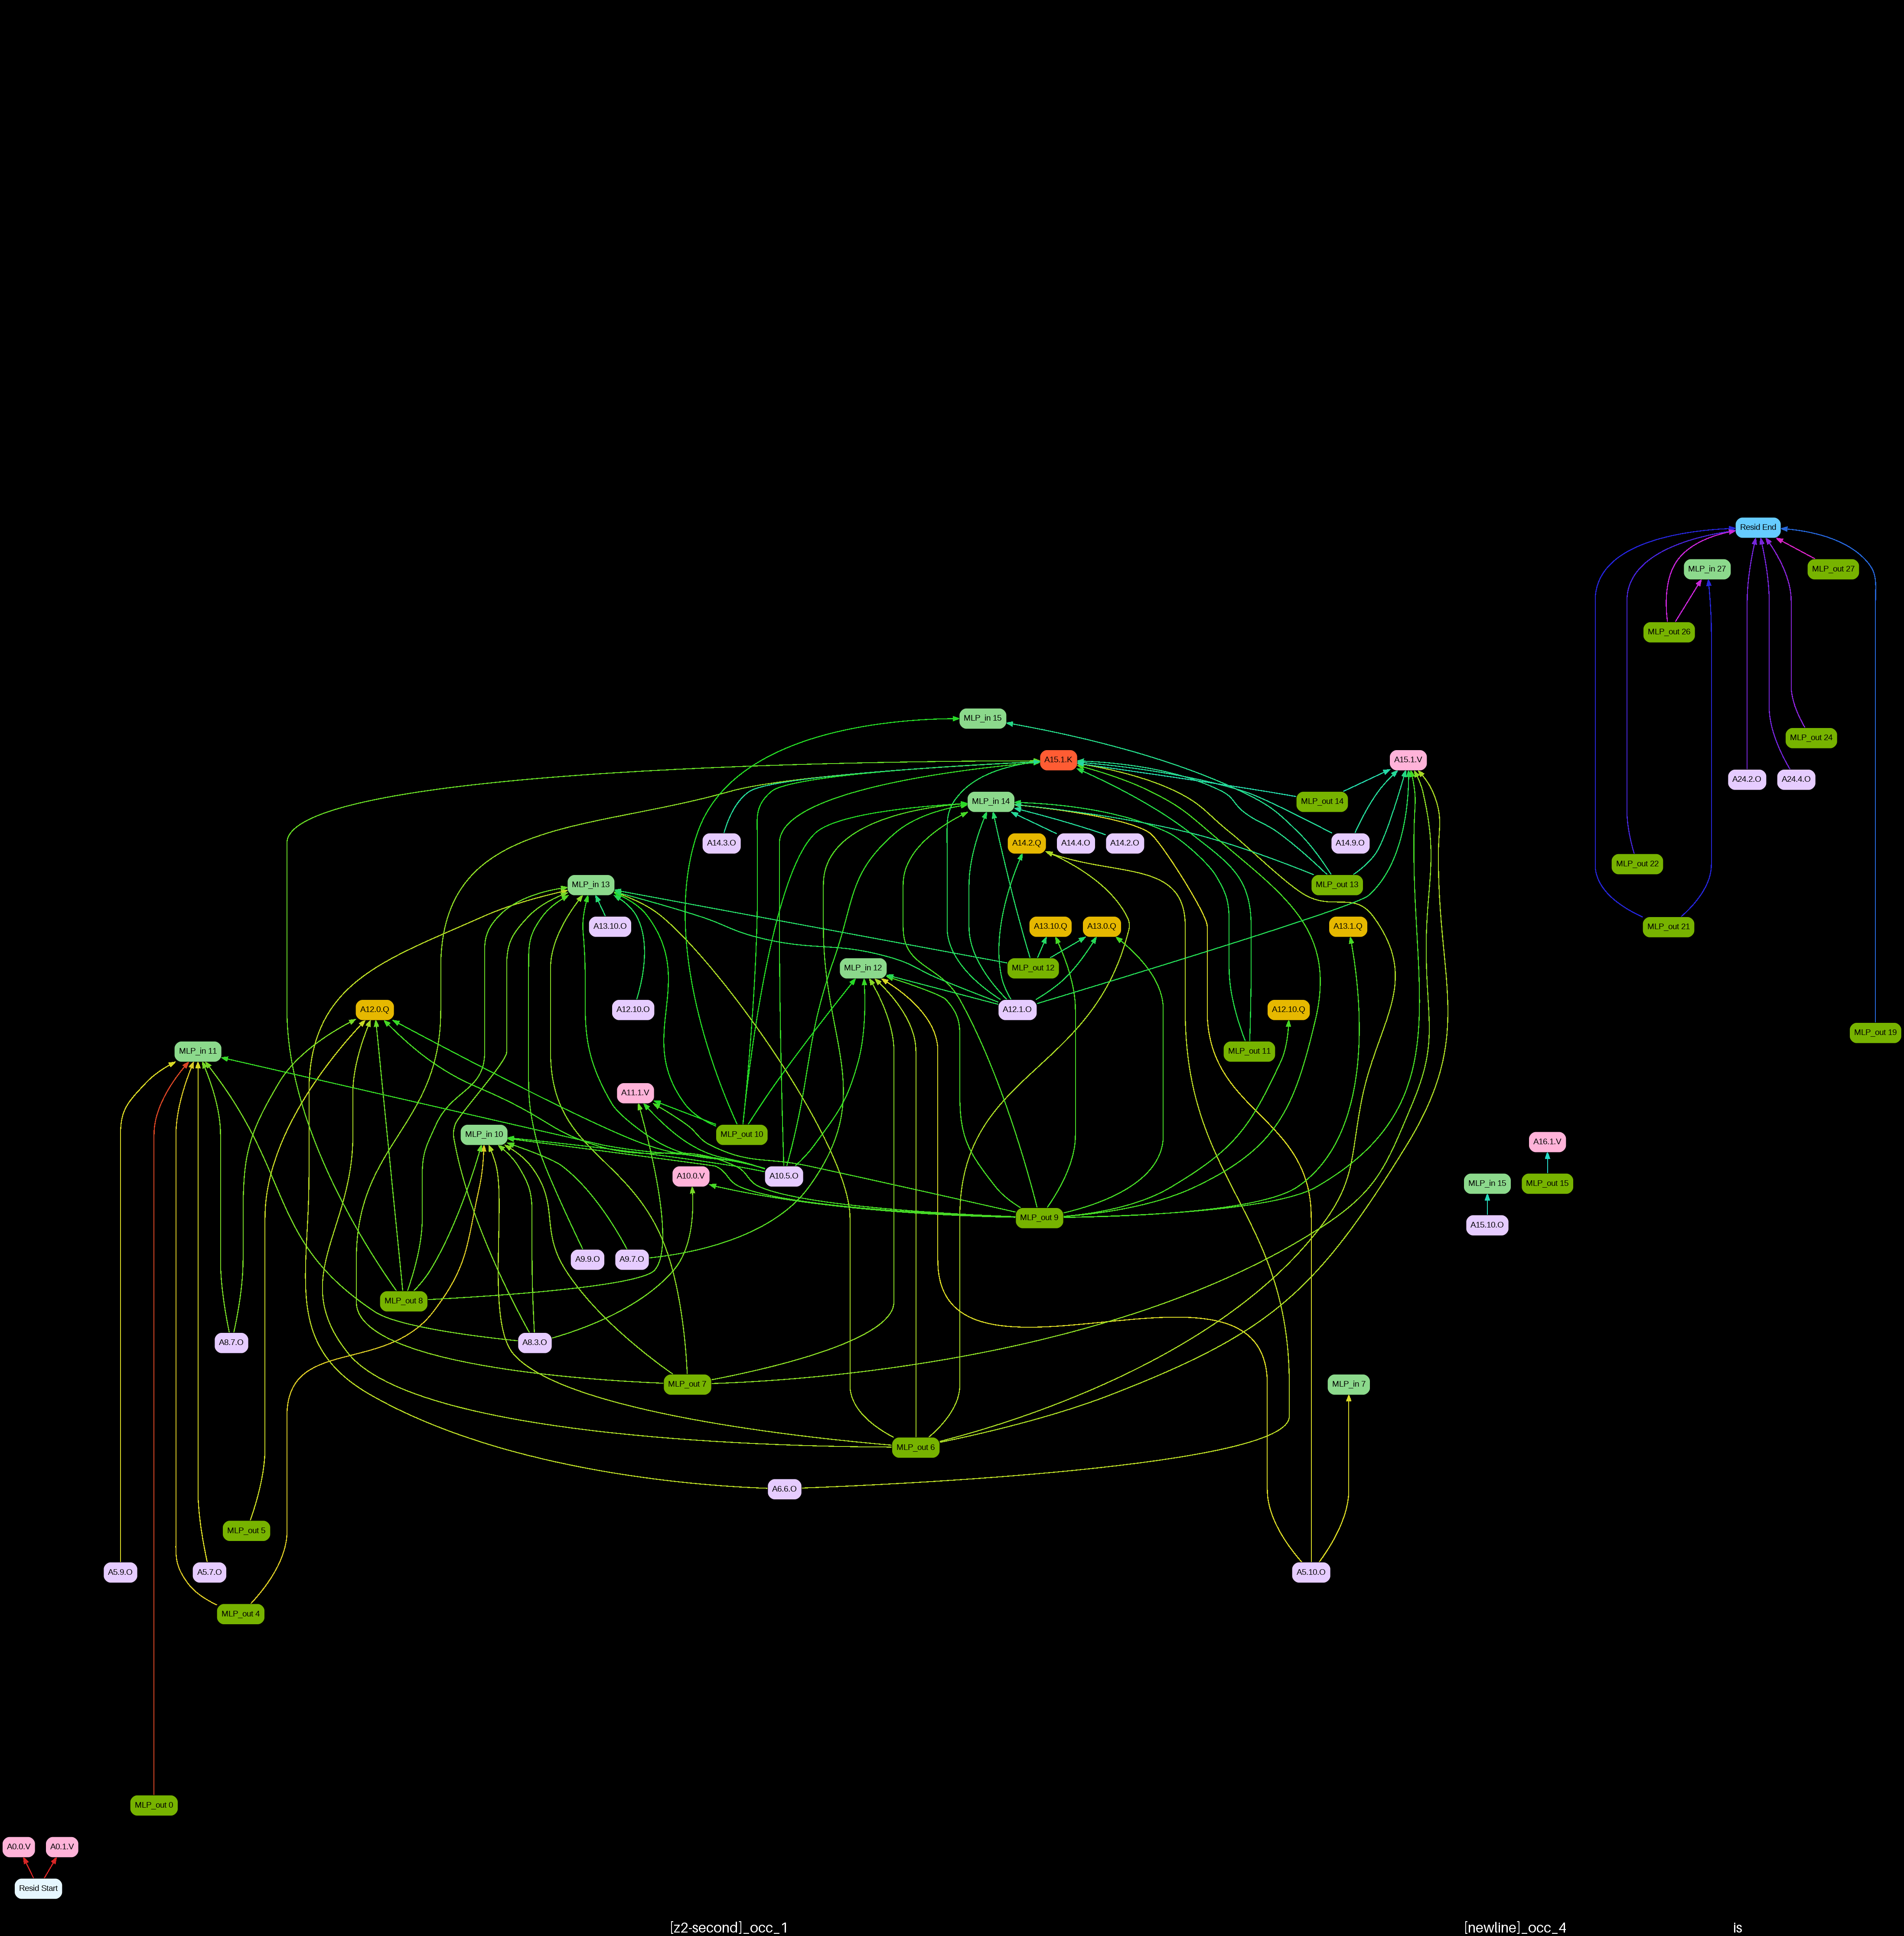 Resid End
MLP_in 27
MLP_out 27
MLP_out 26
MLP_in 15
MLP_out 24
A15.1.K
A15.1.V
A24.2.O
A24.4.O
MLP_in 14
MLP_out 14
A14.3.O
A14.2.Q
A14.4.O
A14.2.O
A14.9.O
MLP_out 22
MLP_in 13
MLP_out 13
A13.10.O
A13.10.Q
A13.0.Q
A13.1.Q
MLP_out 21
MLP_in 12
MLP_out 12
A12.0.Q
A12.10.O
A12.1.O
A12.10.Q
MLP_out 19
MLP_in 11
MLP_out 11
A11.1.V
MLP_in 10
MLP_out 10
A16.1.V
A10.0.V
A10.5.O
MLP_in 15
MLP_out 15
MLP_out 9
A15.10.O
A9.9.O
A9.7.O
MLP_out 8
A8.7.O
A8.3.O
MLP_out 7
MLP_in 7
MLP_out 6
A6.6.O
MLP_out 5
A5.9.O
A5.7.O
A5.10.O
MLP_out 4
MLP_out 0
A0.0.V
A0.1.V
Resid Start
[z2-second]_occ_1
[newline]_occ_4
is